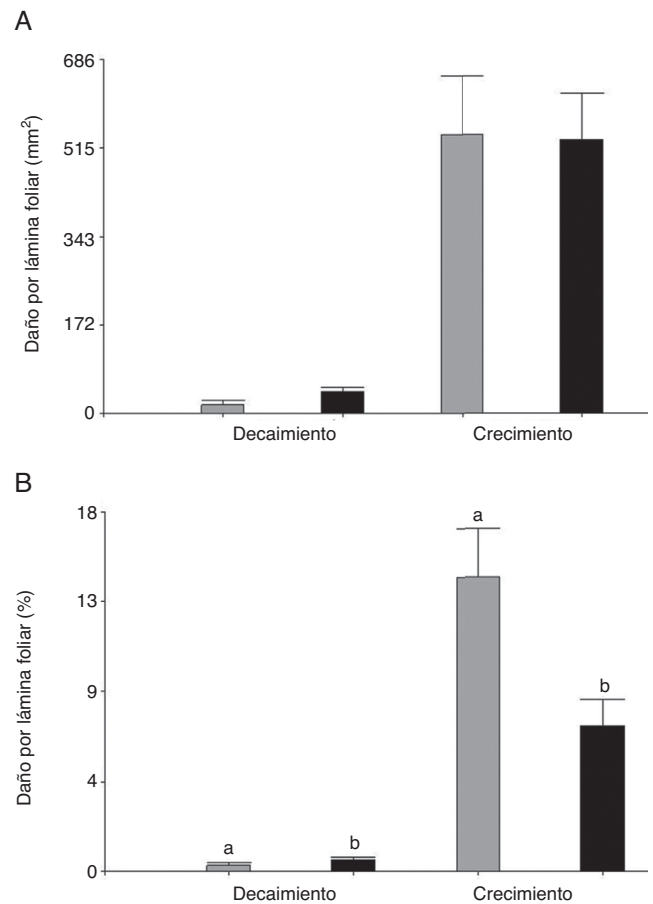 A
Daño por lámina foliar (mm²)
686
515
343
172
0
Decaimiento
Crecimiento
B
Daño por lámina foliar (%)
18
13
9
4
0
a
b
a
b
Decaimiento
Crecimiento